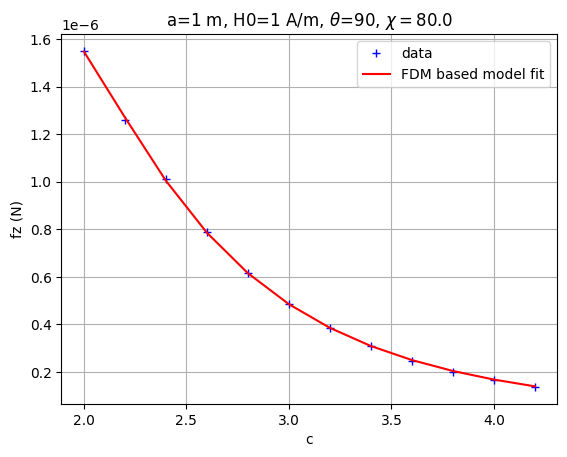 a=1 m, H0=1 A/m, θ=90, χ = 80.0
1e−6
data
FDM based model fit
1.6
1.4
1.2
1.0
0.8
0.6
0.4
0.2
fz (N)
2.0 2.5 3.0 3.5 4.0
c